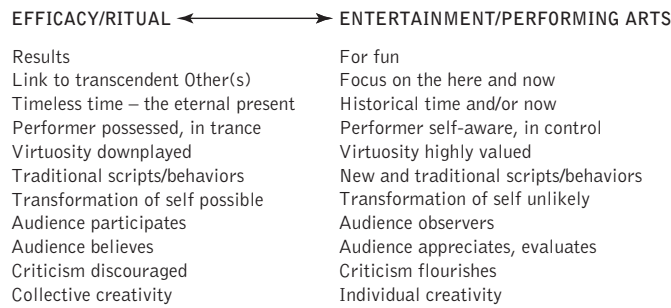 EFFICACY/RITUAL ENTERTAINMENT/PERFORMING ARTS
Results For fun
Link to transcendent Other(s) Focus on the here and now
Timeless time – the eternal present Historical time and/or now
Performer possessed, in trance Performer self-aware, in control
Virtuosity downplayed Virtuosity highly valued
Traditional scripts/behaviors New and traditional scripts/behaviors
Transformation of self possible Transformation of self unlikely
Audience participates Audience observers
Audience believes Audience appreciates, evaluates
Criticism discouraged Criticism flourishes
Collective creativity Individual creativity